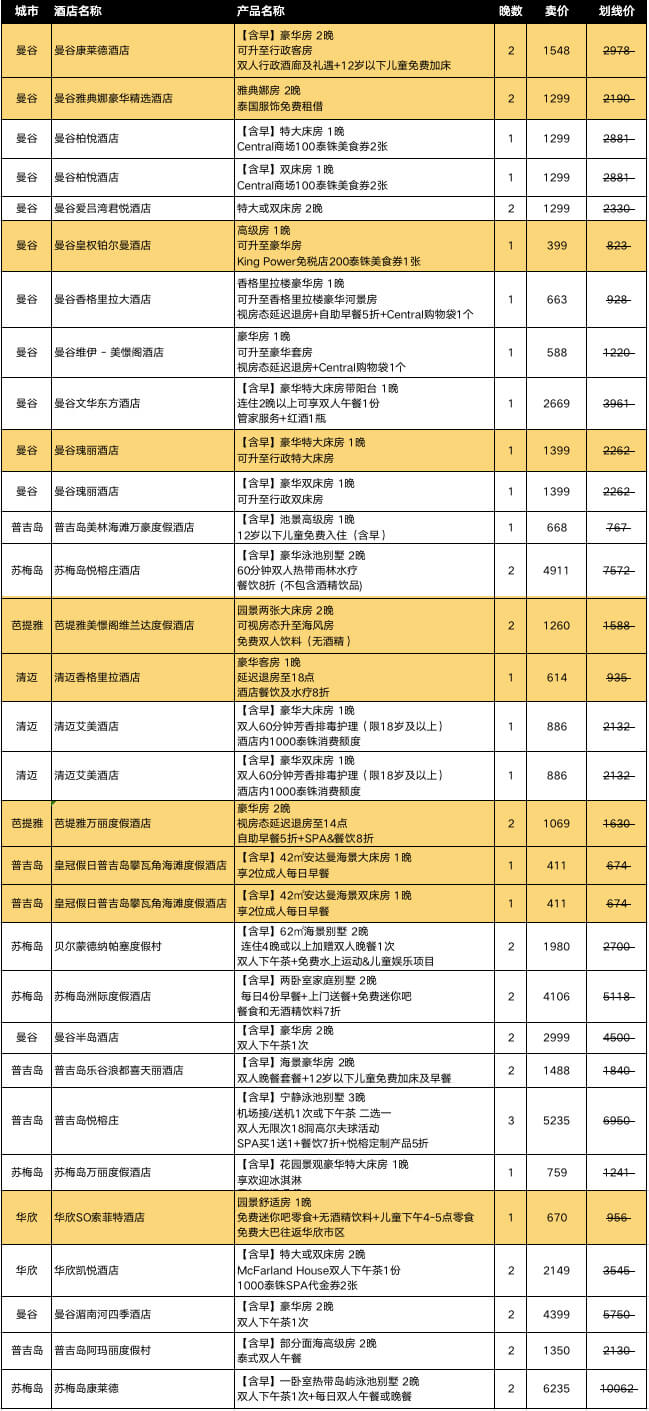 城市 酒店名称 产品名称 晚数 卖价 划线价
【含早】豪华房 2晚
曼谷 曼谷康莱德酒店 可升至行政客房 2 1548 2978
双人行政酒廊及礼遇+12岁以下儿童免费加床
曼谷 曼谷雅典娜豪华精选酒店 雅典娜房 2晚 2 1299 2190
泰国服饰免费租借
曼谷 曼谷柏悦酒店 【含早】特大床房 1晚 1 1299 2881
Central商场100泰铢美食券2张
曼谷 曼谷柏悦酒店 【含早】双床房 1晚 1 1299 2881
Central商场100泰铢美食券2张
曼谷 曼谷爱吕湾君悦酒店 特大或双床房 2晚 2 1299 2330
高级房 1晚
曼谷 曼谷皇权铂尔曼酒店 可升至豪华房 1 399 823
King Power免税店200泰铢美食券1张
香格里拉楼豪华房 1晚
曼谷 曼谷香格里拉大酒店 可升至香格里拉楼豪华河景房 1 663 928
视房态延迟退房+自助早餐5折+Central购物袋1个
豪华房 1晚
曼谷 曼谷维伊 - 美憬阁酒店 可升至豪华套房 1 588 1220
视房态延迟退房+Central购物袋1个
【含早】豪华特大床房带阳台 1晚
曼谷 曼谷文华东方酒店 连住2晚以上可享双人午餐1份 1 2669 3961
管家服务+红酒1瓶
曼谷 曼谷瑰丽酒店 【含早】豪华特大床房 1晚 1 1399 2262
可升至行政特大床房
曼谷 曼谷瑰丽酒店 【含早】豪华双床房 1晚 1 1399 2262
可升至行政双床房
普吉岛 普吉岛美林海滩万豪度假酒店 【含早】池景高级房 1晚 1 668 767
12岁以下儿童免费入住（含早）
【含早】豪华泳池别墅 2晚
苏梅岛 苏梅岛悦榕庄酒店 60分钟双人热带雨林水疗 2 4911 7572
餐饮8折 (不包含酒精饮品)
园景两张大床房 2晚
芭提雅 芭堤雅美憬阁维兰达度假酒店 可视房态升至海风房 2 1260 1588
免费双人饮料（无酒精）
豪华客房 1晚
清迈 清迈香格里拉酒店 延迟退房至18点 1 614 935
酒店餐饮及水疗8折
【含早】豪华大床房 1晚
清迈 清迈艾美酒店 双人60分钟芳香排毒护理（限18岁及以上） 1 886 2132
酒店内1000泰铢消费额度
【含早】豪华双床房 1晚
清迈 清迈艾美酒店 双人60分钟芳香排毒护理（限18岁及以上） 1 886 2132
酒店内1000泰铢消费额度
豪华房 2晚
芭提雅 芭堤雅万丽度假酒店 视房态延迟退房至14点 2 1069 1630
自助早餐5折+SPA&餐饮8折
普吉岛 皇冠假日普吉岛攀瓦角海滩度假酒店 【含早】42㎡安达曼海景大床房 1晚 1 411 674
享2位成人每日早餐
普吉岛 皇冠假日普吉岛攀瓦角海滩度假酒店 【含早】42㎡安达曼海景双床房 1晚 1 411 674
享2位成人每日早餐
【含早】62㎡海景别墅 2晚
苏梅岛 贝尔蒙德纳帕塞度假村 连住4晚或以上加赠双人晚餐1次 2 1980 2700
双人下午茶+免费水上运动&儿童娱乐项目
【含早】两卧室家庭别墅 2晚
苏梅岛 苏梅岛洲际度假酒店 每日4份早餐+上门送餐+免费迷你吧 2 4106 5118
餐食和无酒精饮料7折
曼谷 曼谷半岛酒店 【含早】豪华房 2晚 2 2999 4500
双人下午茶1次
普吉岛 普吉岛乐谷浪都喜天丽酒店 【含早】海景豪华房 2晚 2 1488 1840
双人晚餐套餐+12岁以下儿童免费加床及早餐
【含早】宁静泳池别墅 3晚
普吉岛 普吉岛悦榕庄 机场接/送机1次或下午茶 二选一 3 5235 6950
双人无限次18洞高尔夫球活动
SPA买1送1+餐饮7折+悦榕定制产品5折
苏梅岛 苏梅岛万丽度假酒店 【含早】花园景观豪华特大床房 1晚 1 759 1241
享欢迎冰淇淋
园景舒适房 1晚
华欣 华欣SO索菲特酒店 免费迷你吧零食+无酒精饮料+儿童下午4-5点零食 1 670 956
免费大巴往返华欣市区
【含早】特大或双床房 2晚
华欣 华欣凯悦酒店 McFarland House双人下午茶1份 2 2149 3545
1000泰铢SPA代金券2张
曼谷 曼谷湄南河四季酒店 【含早】豪华房 2晚 2 4399 5750
双人下午茶1次
普吉岛 普吉岛阿玛丽度假村 【含早】部分面海高级房 2晚 2 1350 2130
泰式双人午餐
苏梅岛 苏梅岛康莱德 【含早】一卧室热带岛屿泳池别墅 2晚 2 6235 10062
双人下午茶1次+每日双人午餐或晚餐